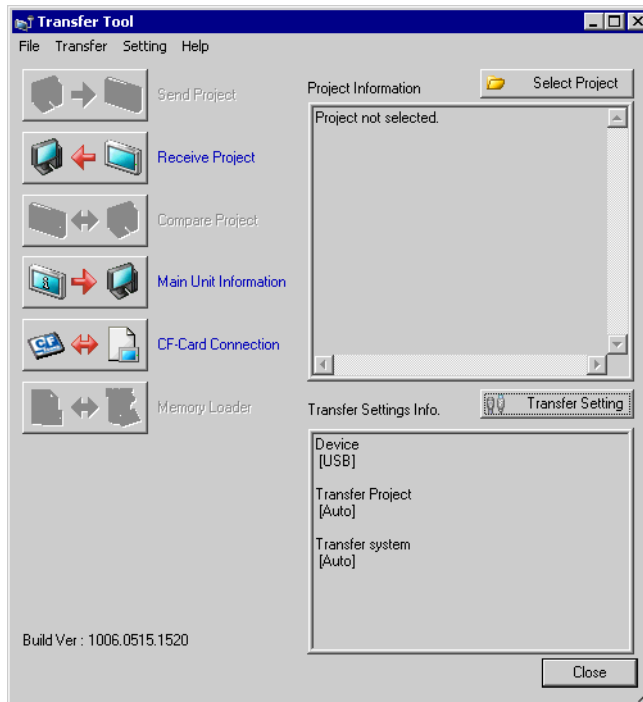 Transfer Tool
File Transfer Setting Help
Send Project
Receive Project
Compare Project
Main Unit Information
CF
CF-Card Connection
Memory Loader
Build Ver : 1006.0515.1520
Project Information
Select Project
Project not selected.
Transfer Settings Info.
Transfer Setting
Device
[USB]
Transfer Project
[Auto]
Transfer system
[Auto]
Close